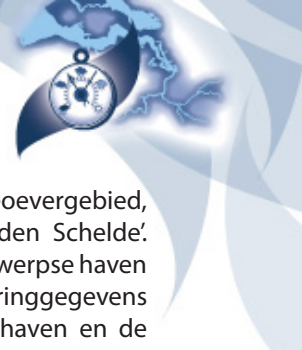 oevergebied,
den Schelde’.
werpse haven
ringgegevens
haven en de